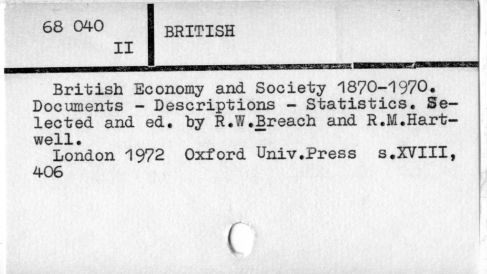 68 040
II
BRITISH
British Economy and Society 1870-1970.
Documents - Descriptions - Statistics. Se-
lected and ed. by R.W.Breach and R.M.Hart-
well.
London 1972 Oxford Univ.Press s.XVIII,
406